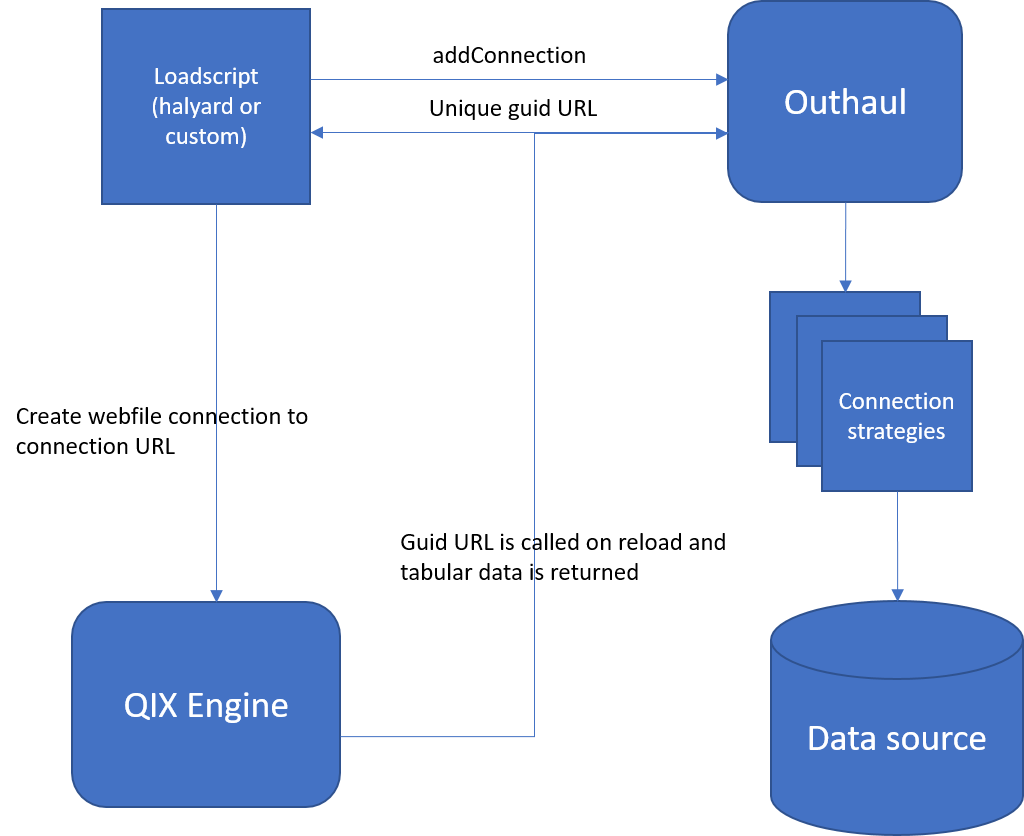 Loadscript
(halyard or
custom)
addConnection
Unique guid URL
Outhaul
Connection
strategies
Create webfile connection to
connection URL
Guid URL is called on reload and
tabular data is returned
QIX Engine
Data source